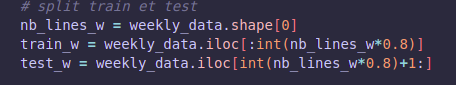 # split train et test
nb_lines_w = weekly_data.shape[0]
train_w = weekly_data.iloc[:int(nb_lines_w*0.8)]
test_w = weekly_data.iloc[int(nb_lines_w*0.8)+1:]